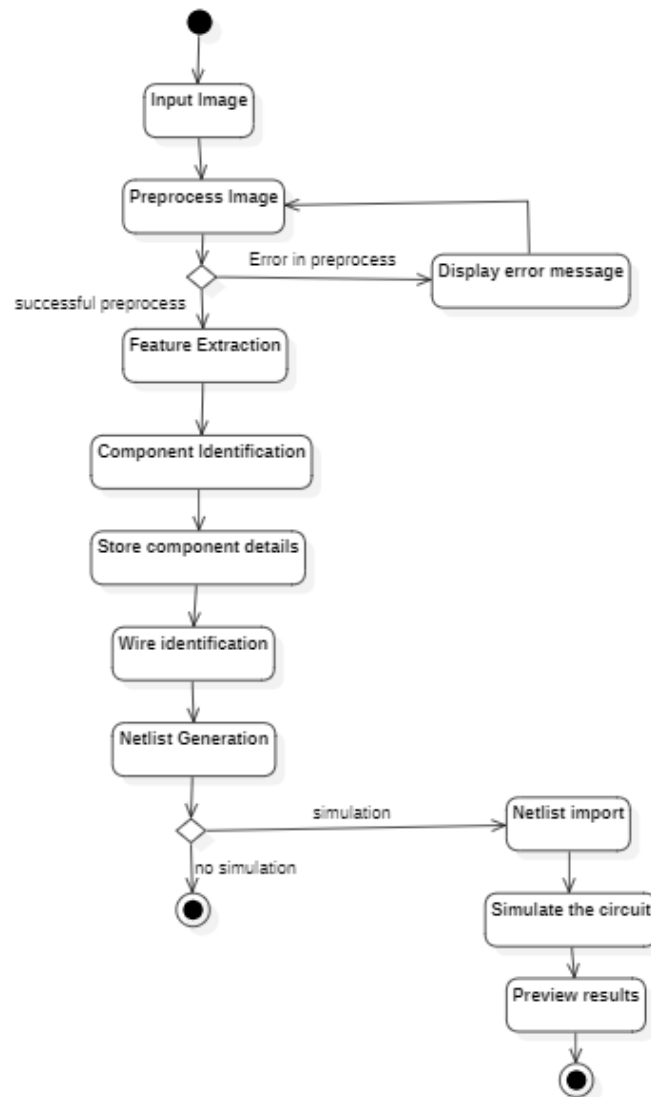 Input Image
Preprocess Image
Error in preprocess
Display error message
successful preprocess
Feature Extraction
Component Identification
Store component details
Wire identification
Netlist Generation
simulation
Netlist import
no simulation
Simulate the circuit
Preview results